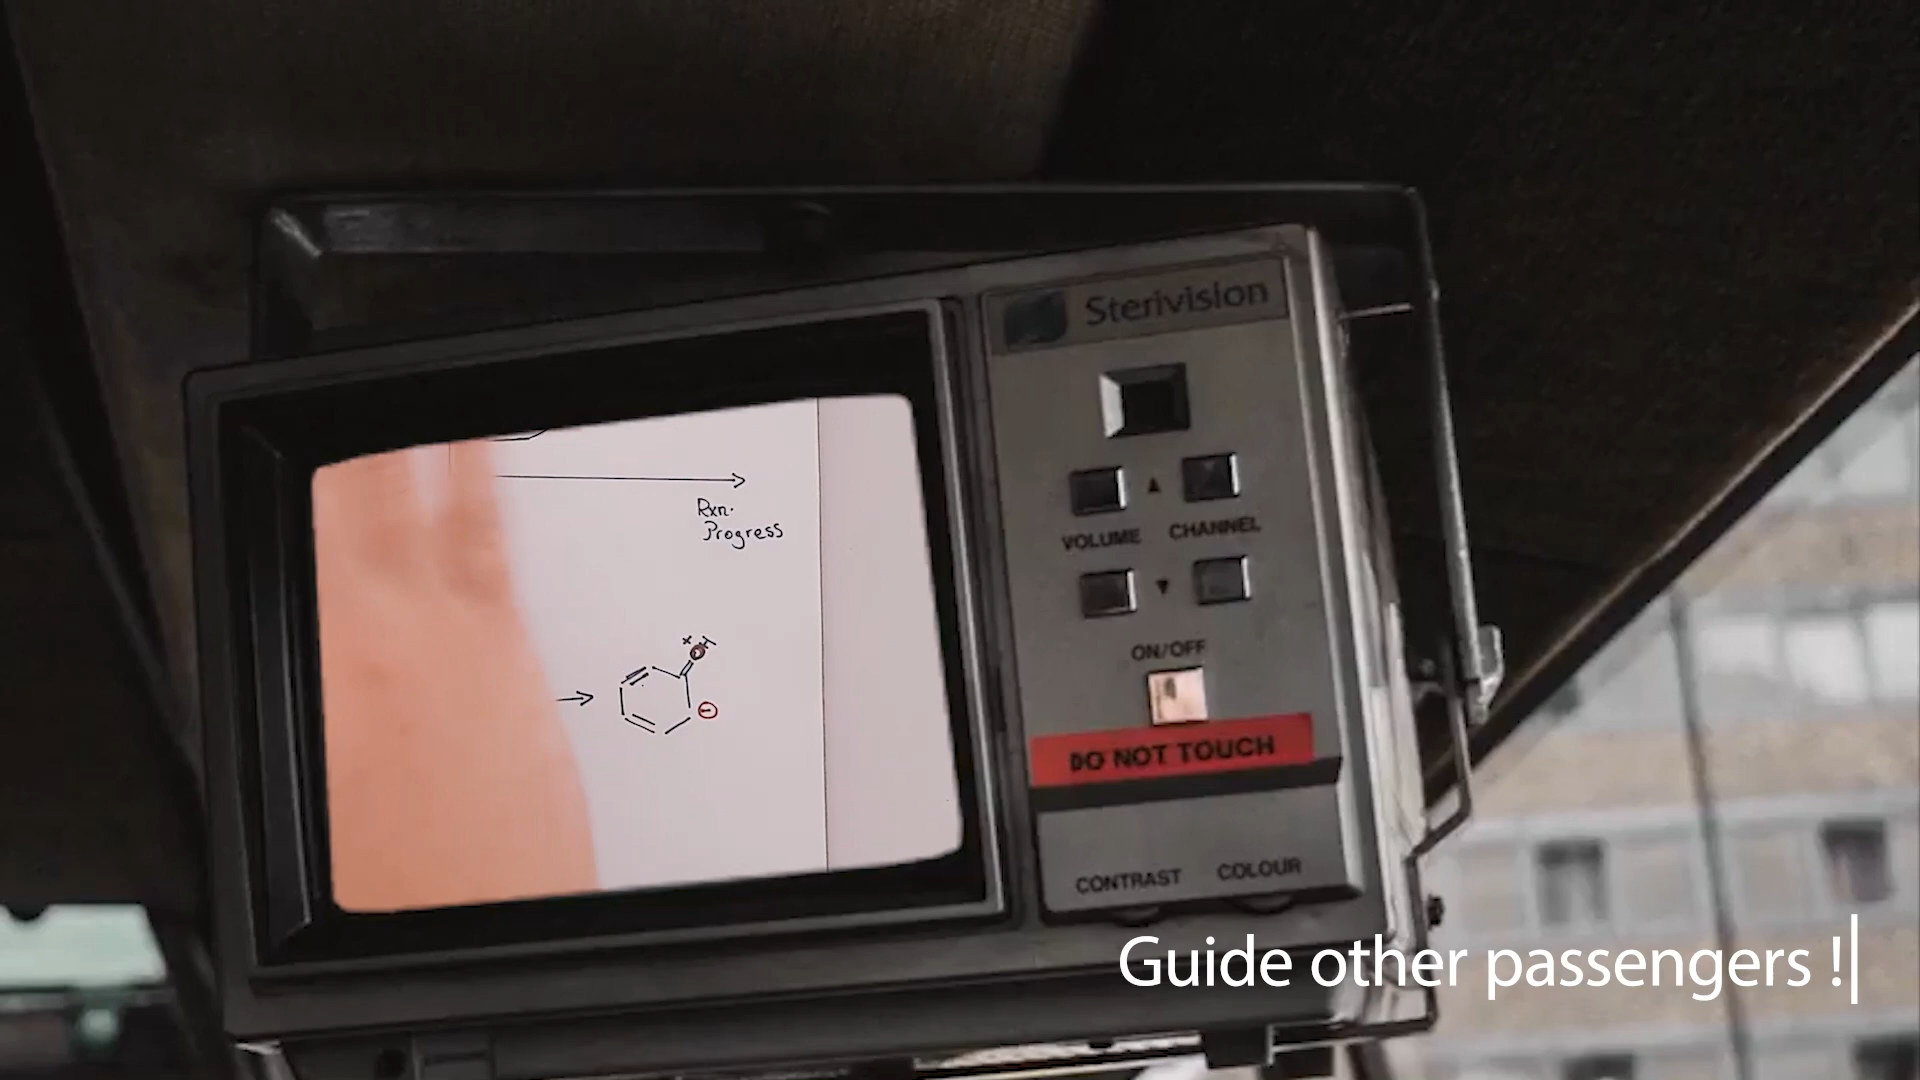 Sterivision
Rxn.
Progress
VOLUME CHANNEL
ON/OFF
DO NOT TOUCH
CONTRAST COLOUR
Guide other passengers !